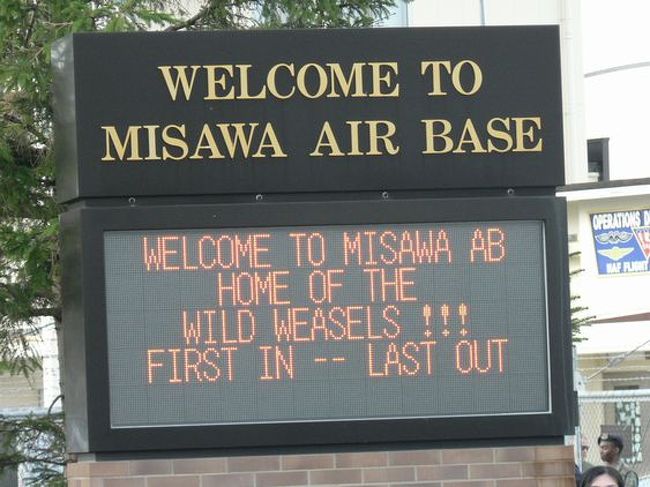 WELCOME TO
MISAWA AIR BASE
WELCOME TO MISAWA AB
HOME OF THE
WILD WEASELS !!!
FIRST IN -- LAST OUT
OPERATIONS